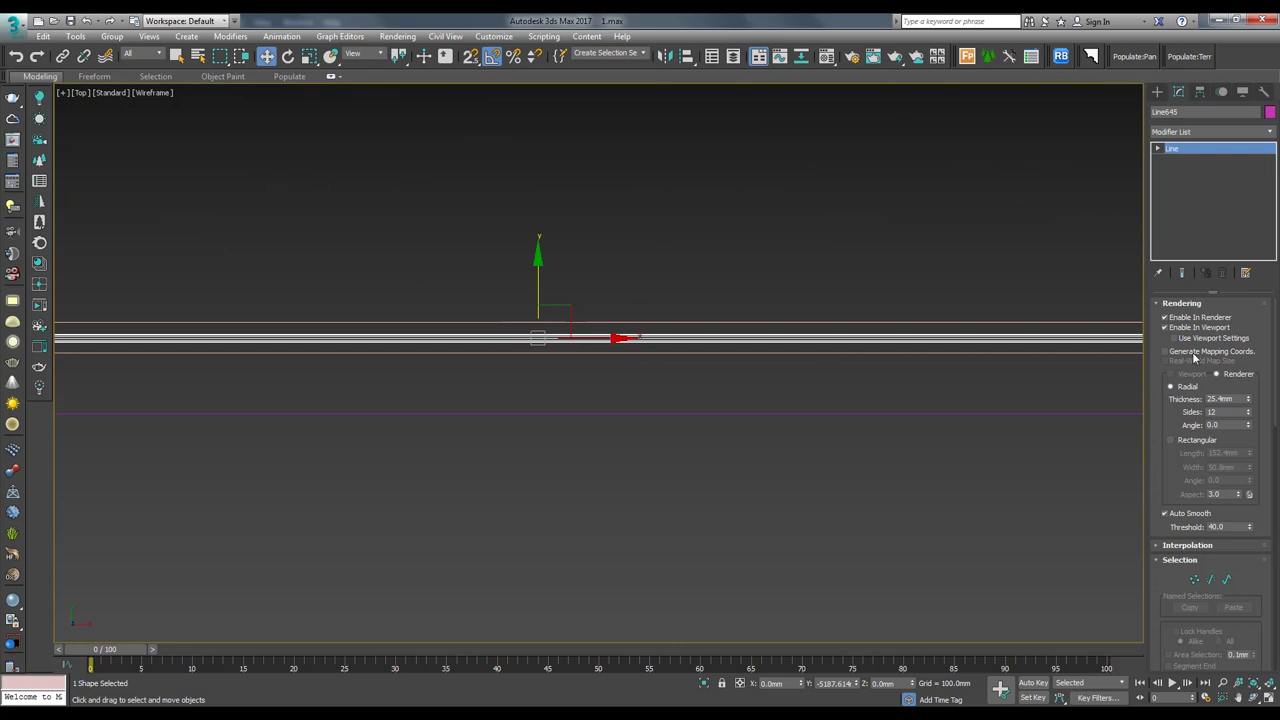 3 Workspace: Default Autodesk 3ds Max 2017 1.max Type a keyword or phrase Sign In
Edit Tools Group Views Create Modifiers Animation Graph Editors Rendering Civil View Customize Scripting Content Help
All View Create Selection Se Fp RB Populate:Pan Populate:Terr
Modeling Freeform Selection Object Paint Populate
[+] [Top] [Standard] [Wireframe]
Line645
Modifier List
Line
y
x
Rendering
Enable In Renderer
Enable In Viewport
Use Viewport Settings
Generate Mapping Coords.
Map Size
Viewport Renderer
Radial
Thickness: 25.4mm
Sides: 12
Angle: 0.0
Rectangular
Length: 152.4mm
Width: 50.8mm
Angle: 0.0
Aspect: 3.0
Auto Smooth
Threshold: 40.0
Interpolation
Selection
Named Selections:
Copy Paste
Lock Handles
Alike All
Area Selection: 0.1mm
Segment End
0 / 100
0 5 10 15 20 25 30 35 40 45 50 55 60 65 70 75 80 85 90 95 100
1 Shape Selected X: 0.0mm Y: -5187.614 Z: 0.0mm Grid = 100.0mm Auto Key Selected
Welcome to M Click and drag to select and move objects Add Time Tag Set Key Key Filters... 0